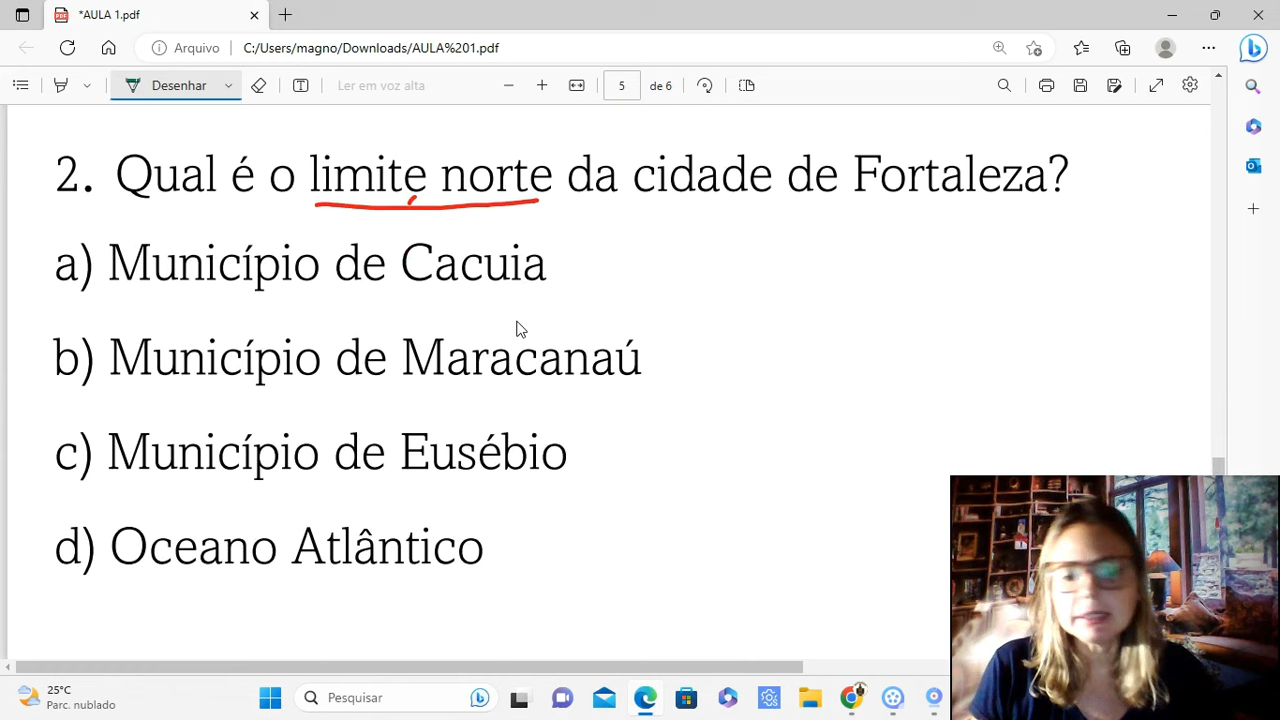 *AULA 1.pdf
Arquivo
C:/Users/magno/Downloads/AULA%201.pdf
Desenhar
Ler em voz alta
5
de 6
2. Qual é o limite norte da cidade de Fortaleza?
a) Município de Cacuia
b) Município de Maracanaú
c) Município de Eusébio
d) Oceano Atlântico
25°C
Parc. nublado
Pesquisar